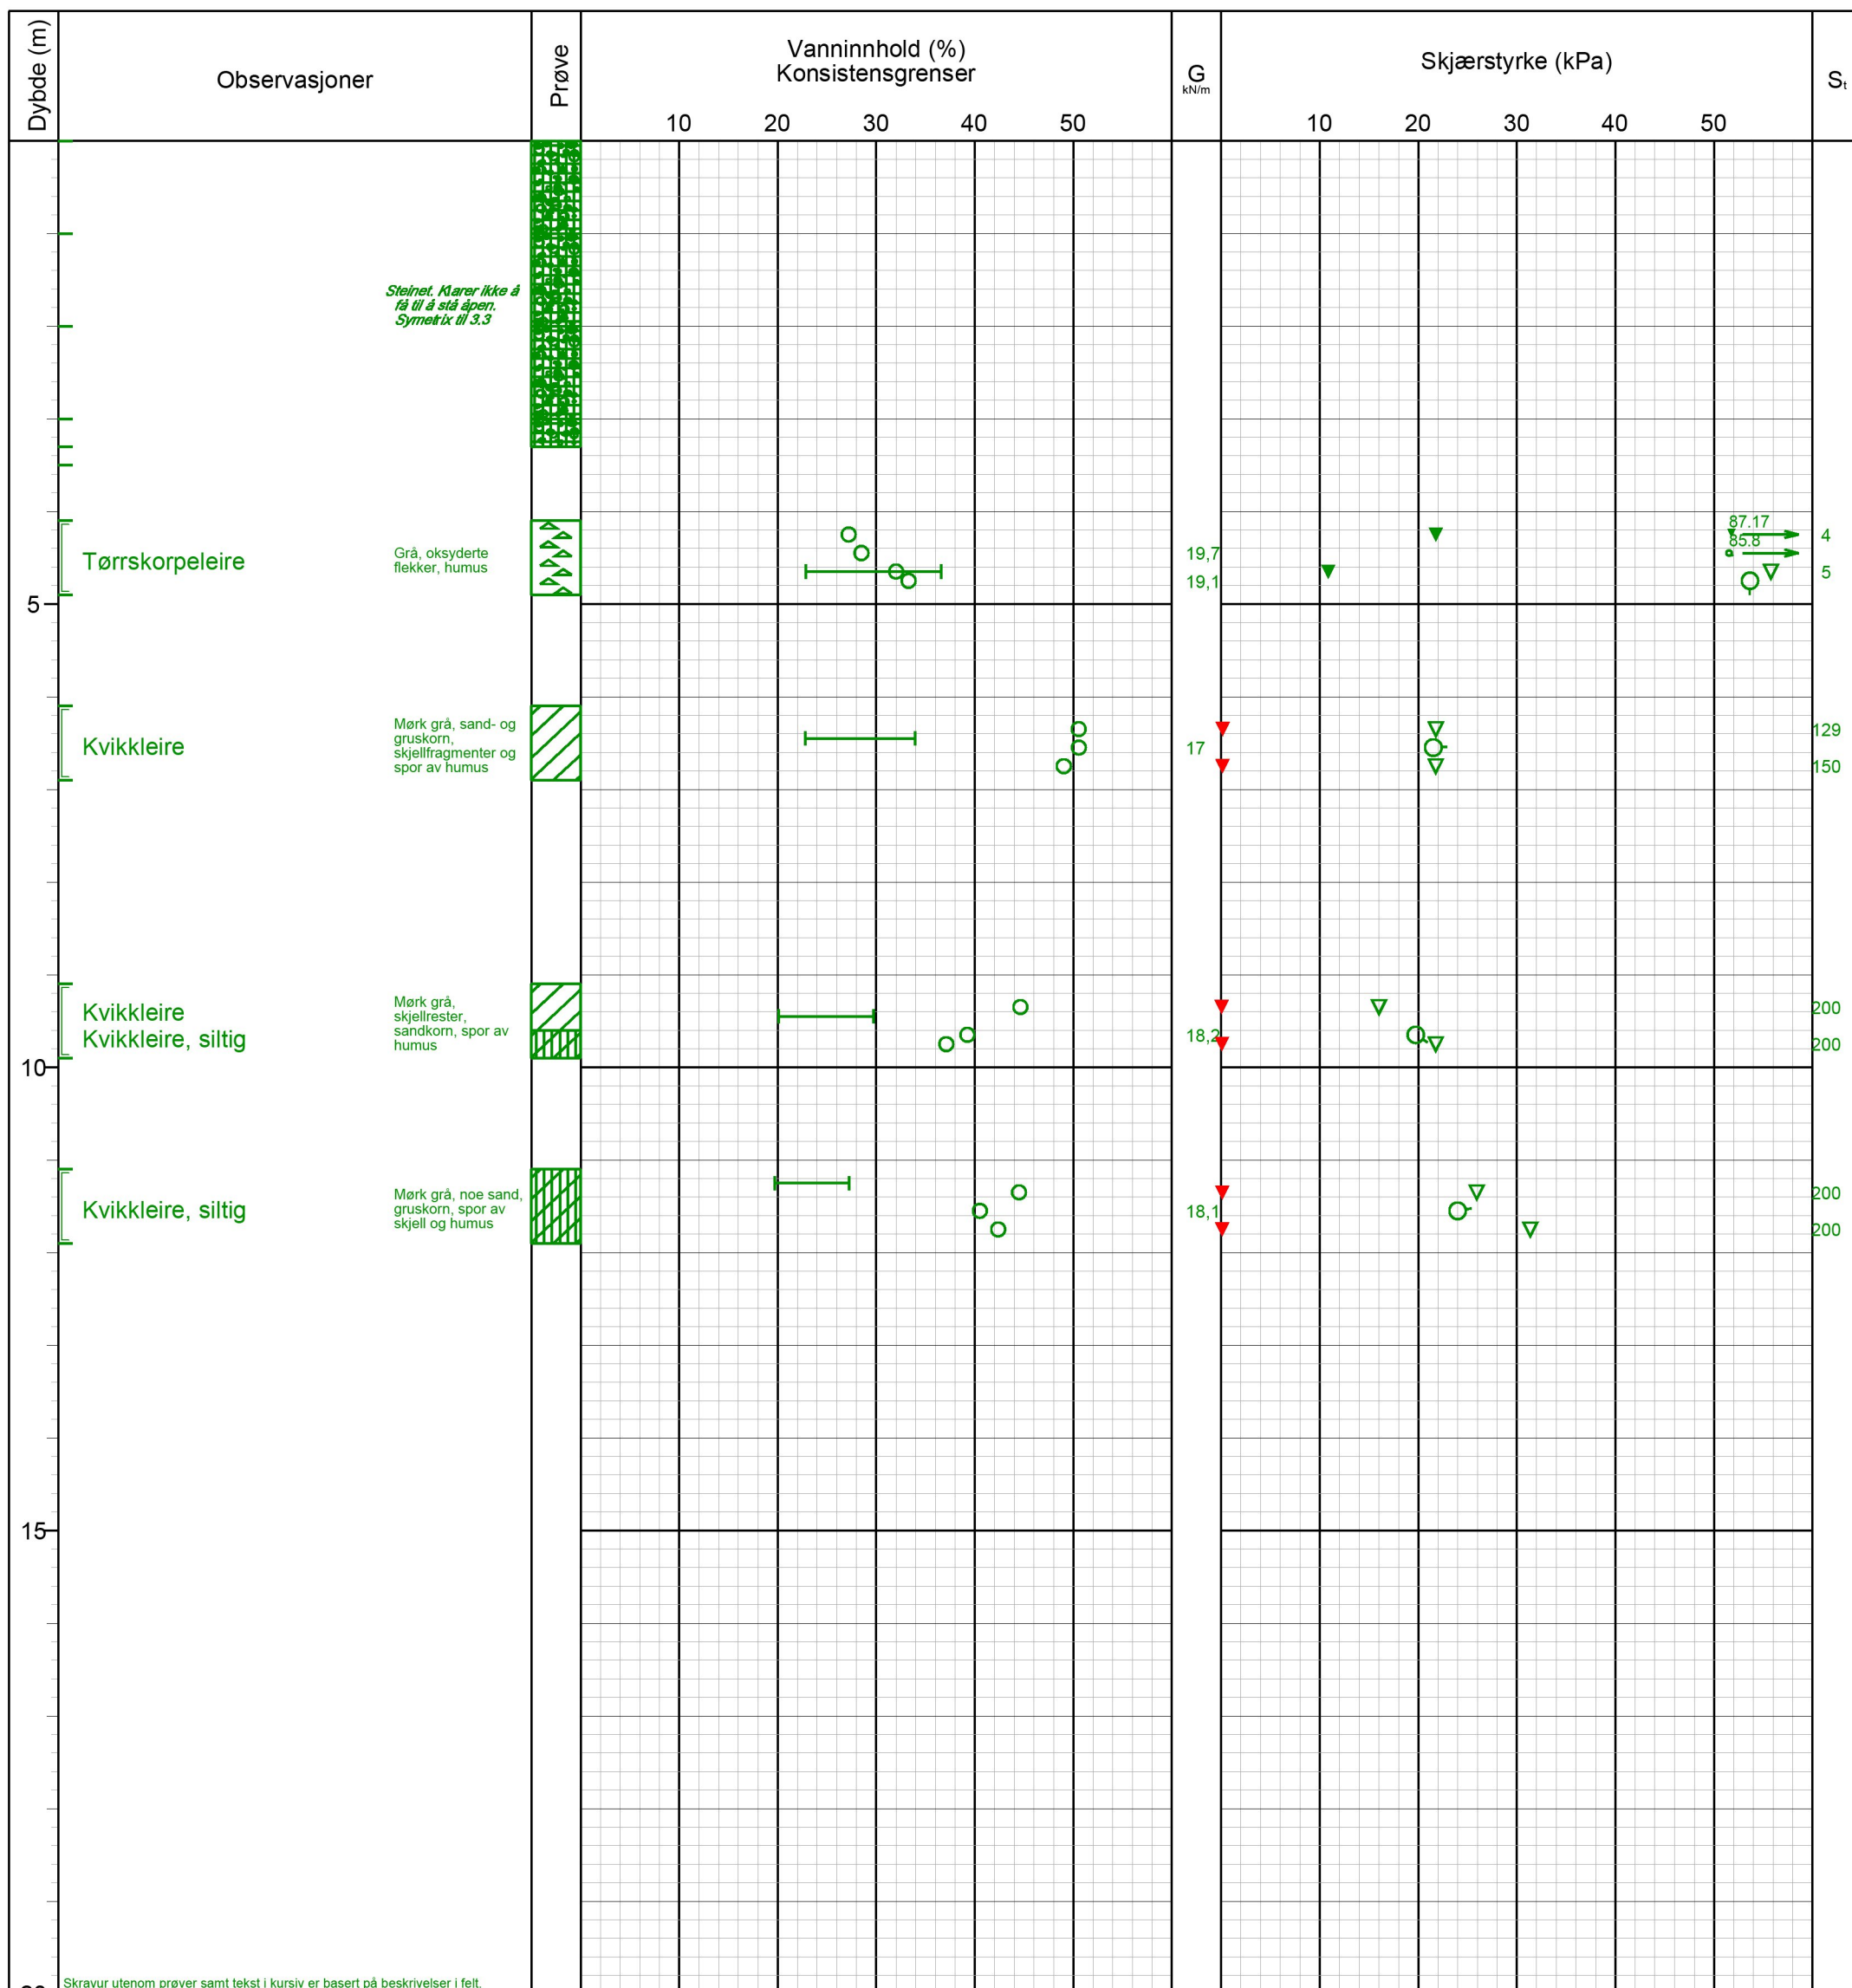 Dybde (m)
Observasjoner
Prøve
Vanninnhold (%)
Konsistensgrenser
10 20 30 40 50
G
kN/m
Skjærstyrke (kPa)
10 20 30 40 50
St
Steinet. Klarer ikke å
få til å stå åpen.
Symetrix til 3.3
Tørrskorpeleire
Grå, oksyderte
flekker, humus
19,7
19,1
87.17
85.8
4
5
5
Kvikkleire
Mørk grå, sand- og
gruskorn,
skjellfragmenter og
spor av humus
17
129
150
Kvikkleire
Kvikkleire, siltig
Mørk grå,
skjellrester,
sandkorn, spor av
humus
18,2
200
200
10
Kvikkleire, siltig
Mørk grå, noe sand,
gruskorn, spor av
skjell og humus
18,1
200
200
15
Skravur utenom prøver samt tekst i kursiv er basert på beskrivelser i felt.